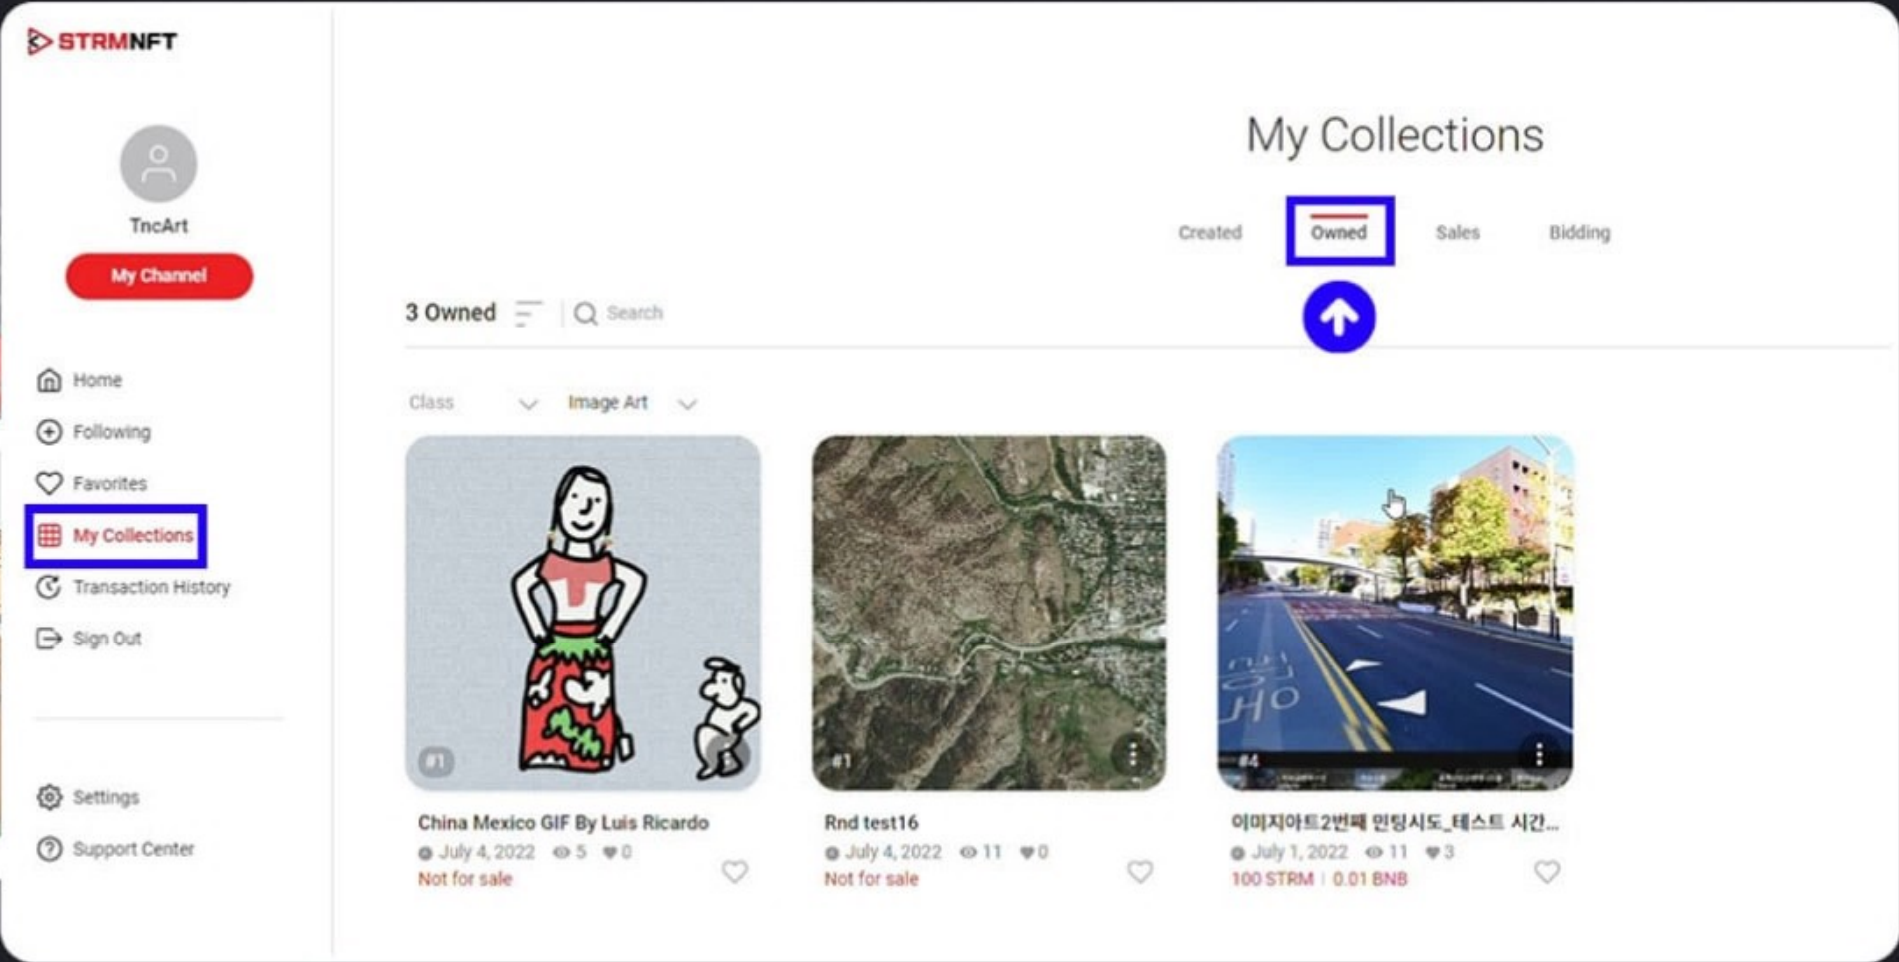 STRMNFT
TncArt
My Channel
Home
Following
Favorites
My Collections
Transaction History
Sign Out
Settings
Support Center
My Collections
Created Owned Sales Bidding
3 Owned Search
Class Image Art
#1
#1
#4
China Mexico GIF By Luis Ricardo
July 4, 2022 5 0
Not for sale
Rnd test16
July 4, 2022 11 0
Not for sale
이미지아트2번째 민팅시도_테스트 시간...
July 1, 2022 11 3
100 STRM | 0.01 BNB